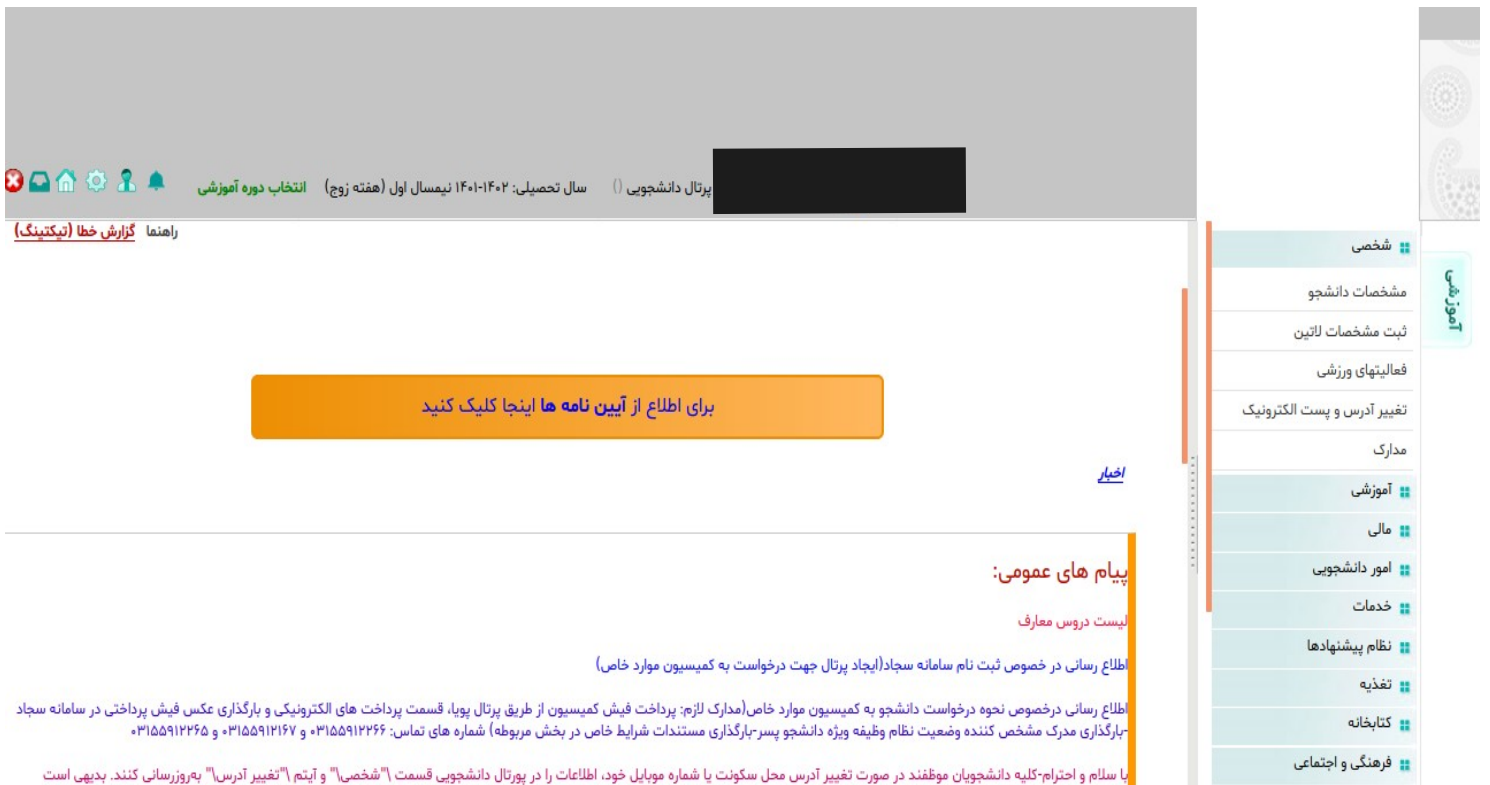 پرتال دانشجویی () سال تحصیلی: ۱۴۰۲-۱۴۰۱ نیمسال اول (هفته زوج) انتخاب دوره آموزشی
راهنما گزارش خطا (تیکتینگ)
آموزشی
شخصی
مشخصات دانشجو
ثبت مشخصات لاتین
فعالیتهای ورزشی
تغییر آدرس و پست الکترونیک
مدارک
آموزشی
مالی
امور دانشجویی
خدمات
نظام پیشنهادها
تغذیه
کتابخانه
فرهنگی و اجتماعی
برای اطلاع از آیین نامه ها اینجا کلیک کنید
اخبار
پیام های عمومی:
لیست دروس معارف
اطلاع رسانی در خصوص ثبت نام سامانه سجاد(ایجاد پرتال جهت درخواست به کمیسیون موارد خاص)
اطلاع رسانی درخصوص نحوه درخواست دانشجو به کمیسیون موارد خاص(مدارک لازم: پرداخت فیش کمیسیون از طریق پرتال پویا، قسمت پرداخت های الکترونیکی و بارگذاری عکس فیش پرداختی در سامانه سجاد
-بارگذاری مدرک مشخص کننده وضعیت نظام وظیفه ویژه دانشجو پسر-بارگذاری مستندات شرایط خاص در بخش مربوطه) شماره های تماس: ۰۳۱۵۵۹۱۲۲۶۶ و ۰۳۱۵۵۹۱۲۱۶۷ و ۰۳۱۵۵۹۱۲۲۶۵
با سلام و احترام-کلیه دانشجویان موظفند در صورت تغییر آدرس محل سکونت یا شماره موبایل خود، اطلاعات را در پورتال دانشجویی قسمت \"شخصی\" و آیتم \"تغییر آدرس\" به‌روزرسانی کنند. بدیهی است